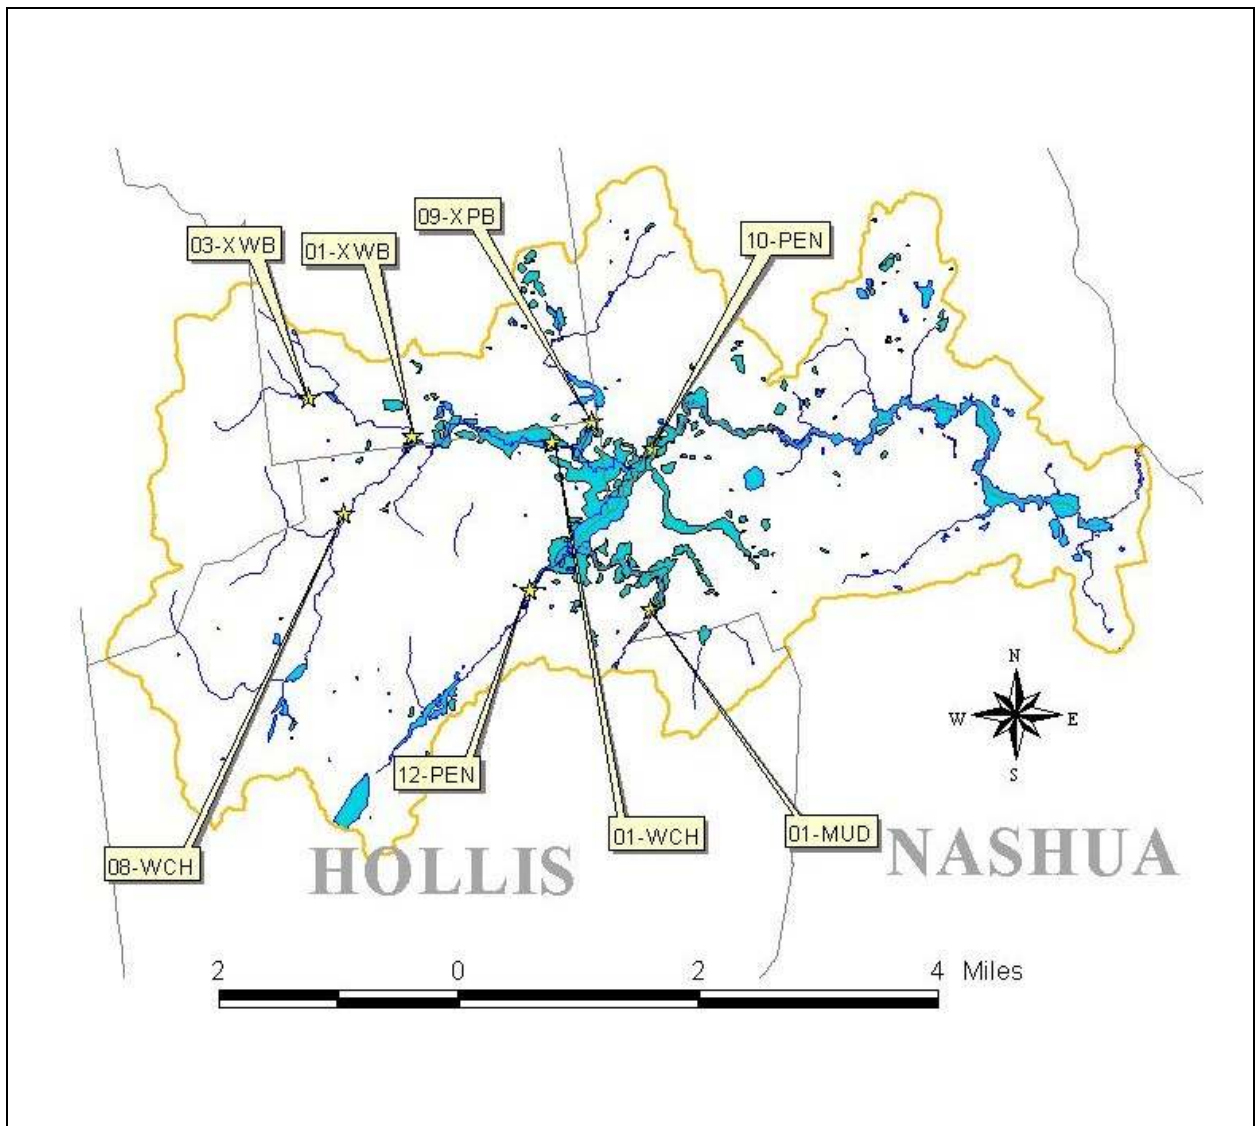 09-XPB
03-XWB
01-XWB
10-PEN
N
W E
S
12-PEN
01-WCH
01-MUD
08-WCH
HOLLIS
NASHUA
2 0 2 4 Miles